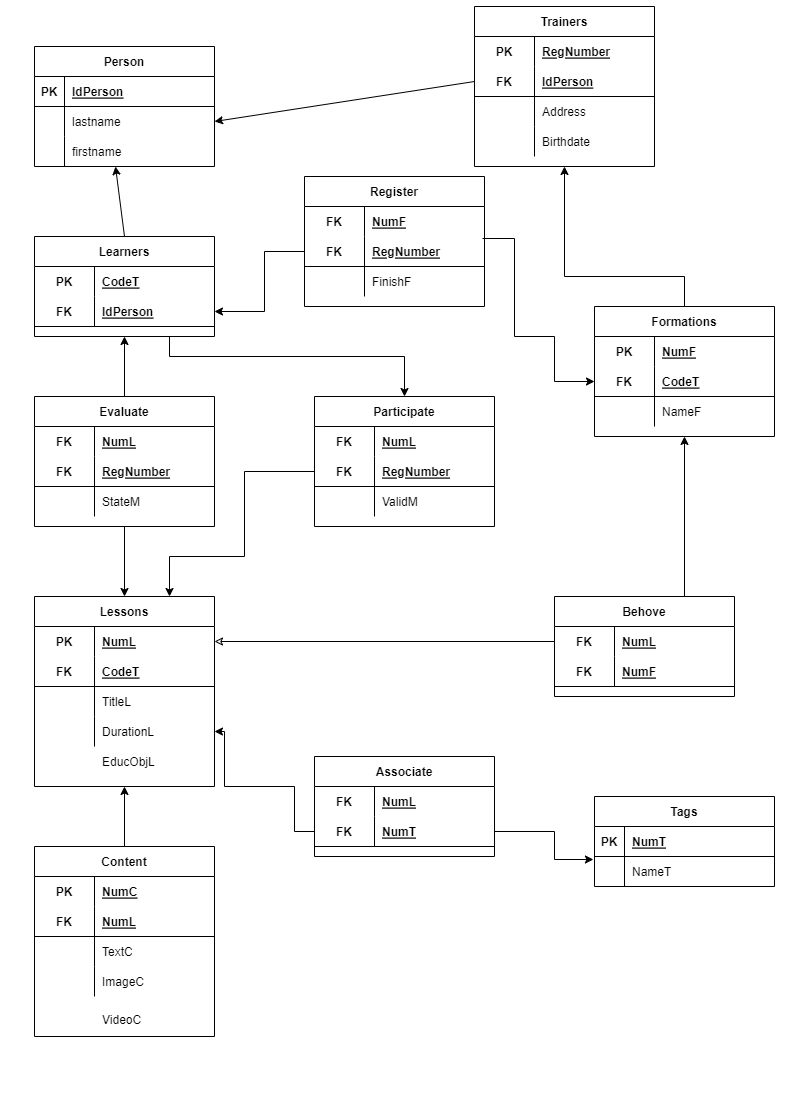 Trainers
PK RegNumber
FK IdPerson
Address
Birthdate
Person
PK IdPerson
lastname
firstname
Register
FK NumF
FK RegNumber
FinishF
Learners
PK CodeT
FK IdPerson
Formations
PK NumF
FK CodeT
NameF
Evaluate
FK NumL
FK RegNumber
StateM
Participate
FK NumL
FK RegNumber
ValidM
Lessons
PK NumL
FK CodeT
TitleL
DurationL
EducObjL
Behove
FK NumL
FK NumF
Associate
FK NumL
FK NumT
Tags
PK NumT
NameT
Content
PK NumC
FK NumL
TextC
ImageC
VideoC